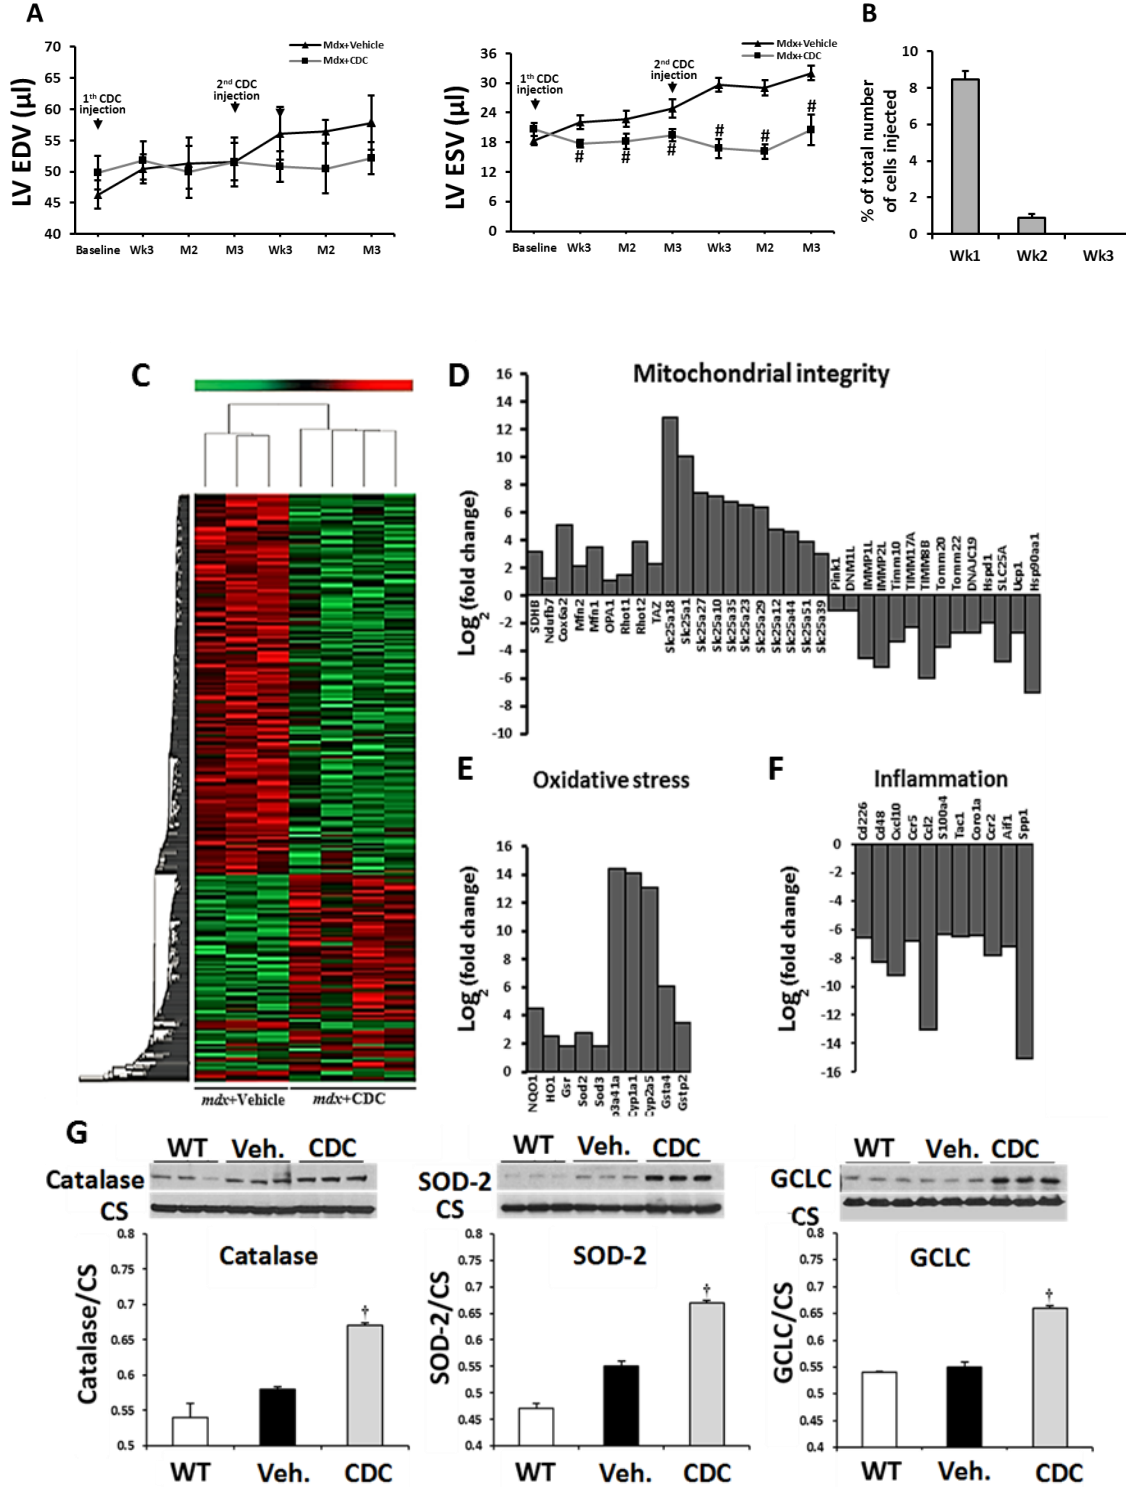 A
B
Mdx+Vehicle
Mdx+CDC
1th CDC
injection
2nd CDC
injection
LV EDV (µl)
70
65
60
55
50
45
40
Baseline Wk3 M2 M3 Wk3 M2 M3
Mdx+Vehicle
Mdx+CDC
1th CDC
injection
2nd CDC
injection
LV ESV (µl)
36
30
24
18
12
6
0
# # # # # #
Baseline Wk3 M2 M3 Wk3 M2 M3
% of total number
of cells injected
10
8
6
4
2
0
Wk1 Wk2 Wk3
C
mdx+Vehicle mdx+CDC
D
Mitochondrial integrity
Log2 (fold change)
16
14
12
10
8
6
4
2
0
-2
-4
-6
-8
-10
SDHB Ndufb7 Cox6a2 Mfn2 Mfn1 OPA1 Rhot1 Rhot2 TAZ Slc25a18 Slc25a1 Slc25a27 Slc25a10 Slc25a35 Slc25a23 Slc25a29 Slc25a12 Slc25a44 Slc25a51 Slc25a39
Pink1 DNM1L IMMP1L IMMP2L Timm10 TIMM17A TIMM8B Tomm20 Tomm22 DNAJC19 Hspd1 SLC25A Ucp1 Hsp90aa1
E
Oxidative stress
Log2 (fold change)
16
14
12
10
8
6
4
2
0
NQO1 HO1 Gsr Sod2 Sod3 p3a41a Cyp1a1 Cyp2a5 Gsta4 Gstp2
F
Inflammation
Cd226 Cd48 Cxcl10 Ccr5 Ccl2 S100a4 Tac1 Coro1a Ccr2 Aif1 Spp1
Log2 (fold change)
0
-2
-4
-6
-8
-10
-12
-14
-16
G
WT Veh. CDC
Catalase
CS
Catalase
Catalase/CS
0.8
0.75
0.7
0.65
0.6
0.55
0.5
†
WT Veh. CDC
WT Veh. CDC
SOD-2
CS
SOD-2
SOD-2/CS
0.8
0.75
0.7
0.65
0.6
0.55
0.5
0.45
0.4
†
WT Veh. CDC
WT Veh. CDC
GCLC
CS
GCLC
GCLC/CS
0.8
0.75
0.7
0.65
0.6
0.55
0.5
0.45
0.4
†
WT Veh. CDC